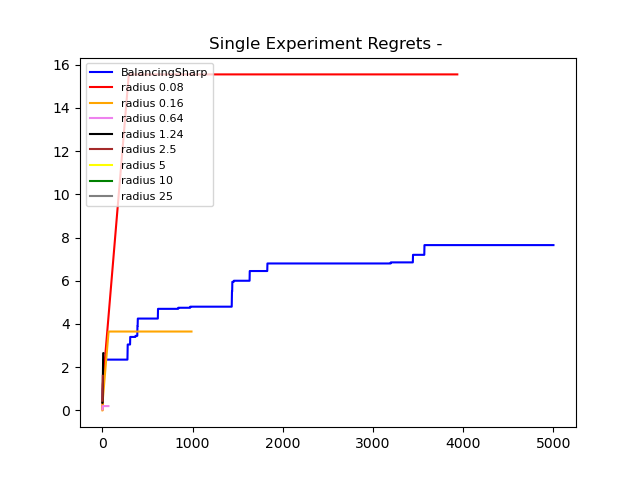 Single Experiment Regrets -
16
14
12
10
8
6
4
2
0
BalancingSharp
radius 0.08
radius 0.16
radius 0.64
radius 1.24
radius 2.5
radius 5
radius 10
radius 25
0 1000 2000 3000 4000 5000